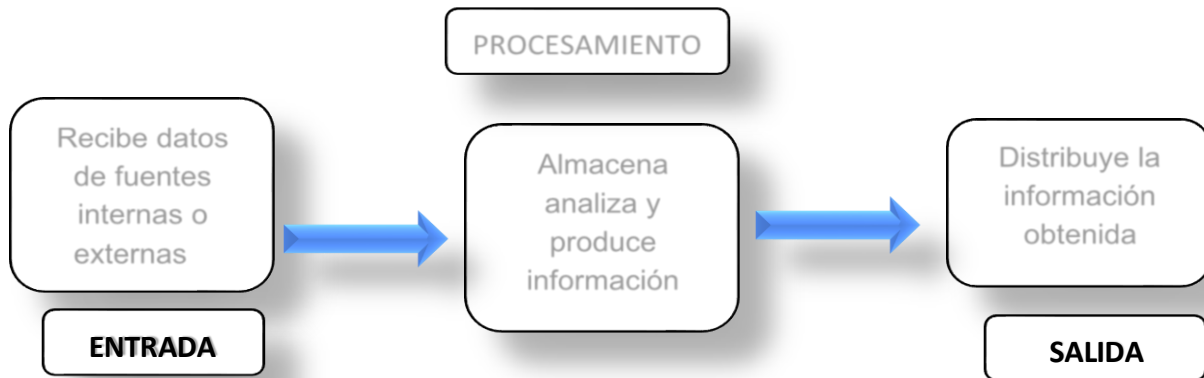 PROCESAMIENTO
Recibe datos
de fuentes
internas o
externas
ENTRADA
Almacena
analiza y
produce
información
Distribuye la
información
obtenida
SALIDA